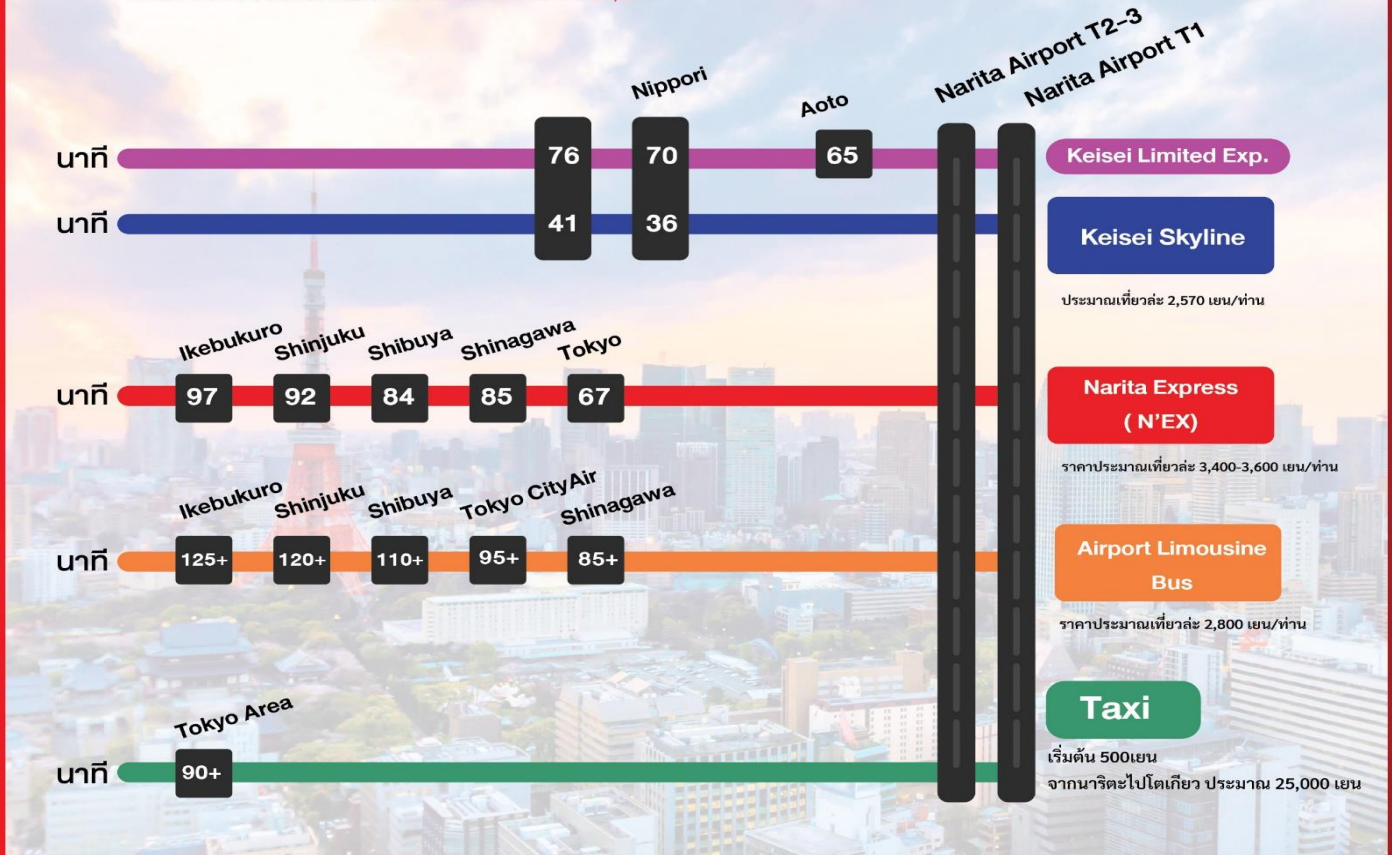 Nippori
Aoto
Narita Airport T2-3
Narita Airport T1
นาที
76
70
65
Keisei Limited Exp.
นาที
41
36
Keisei Skyline
ประมาณเที่ยวล่ะ 2,570 เยน/ท่าน
Ikebukuro
Shinjuku
Shibuya
Shinagawa
Tokyo
นาที
97
92
84
85
67
Narita Express
( N’EX)
ราคาประมาณเที่ยวล่ะ 3,400-3,600 เยน/ท่าน
Ikebukuro
Shinjuku
Shibuya
Tokyo CityAir
Shinagawa
นาที
125+
120+
110+
95+
85+
Airport Limousine
Bus
ราคาประมาณเที่ยวล่ะ 2,800 เยน/ท่าน
Tokyo Area
นาที
90+
Taxi
เริ่มต้น 500เยน
จากนาริตะไปโตเกียว ประมาณ 25,000 เยน